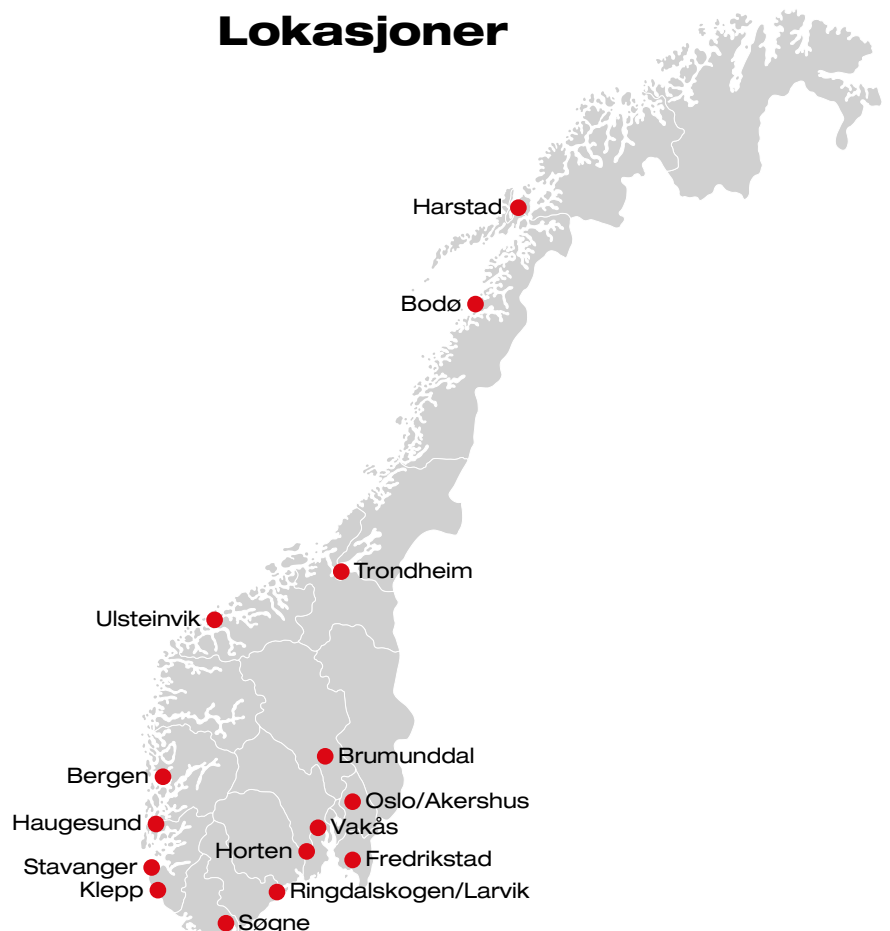 Lokasjoner
Harstad
Bodø
Trondheim
Ulsteinvik
Brumunddal
Bergen
Oslo/Akershus
Haugesund
Vakås
Horten
Fredrikstad
Stavanger
Klepp
Ringdalskogen/Larvik
Søgne